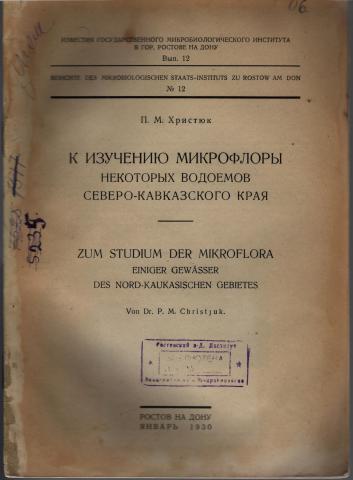 06
ИЗВЕСТИЯ ГОСУДАРСТВЕННОГО МИКРОБИОЛОГИЧЕСКОГО ИНСТИТУТА
В ГОР. РОСТОВЕ НА ДОНУ
Вып. 12
BERICHTE DES MIKROBIOLOGISCHEN STAATS-INSTITUTS ZU ROSTOW AM DON
№ 12
П. М. Христюк
К ИЗУЧЕНИЮ МИКРОФЛОРЫ
НЕКОТОРЫХ ВОДОЕМОВ
СЕВЕРО-КАВКАЗСКОГО КРАЯ
5235
ZUM STUDIUM DER MIKROFLORA
EINIGER GEWÄSSER
DES NORD-KAUKASISCHEN GEBIETES
Von Dr. P. M. Christjuk.
РОСТОВ НА ДОНУ
ЯНВАРЬ 1930